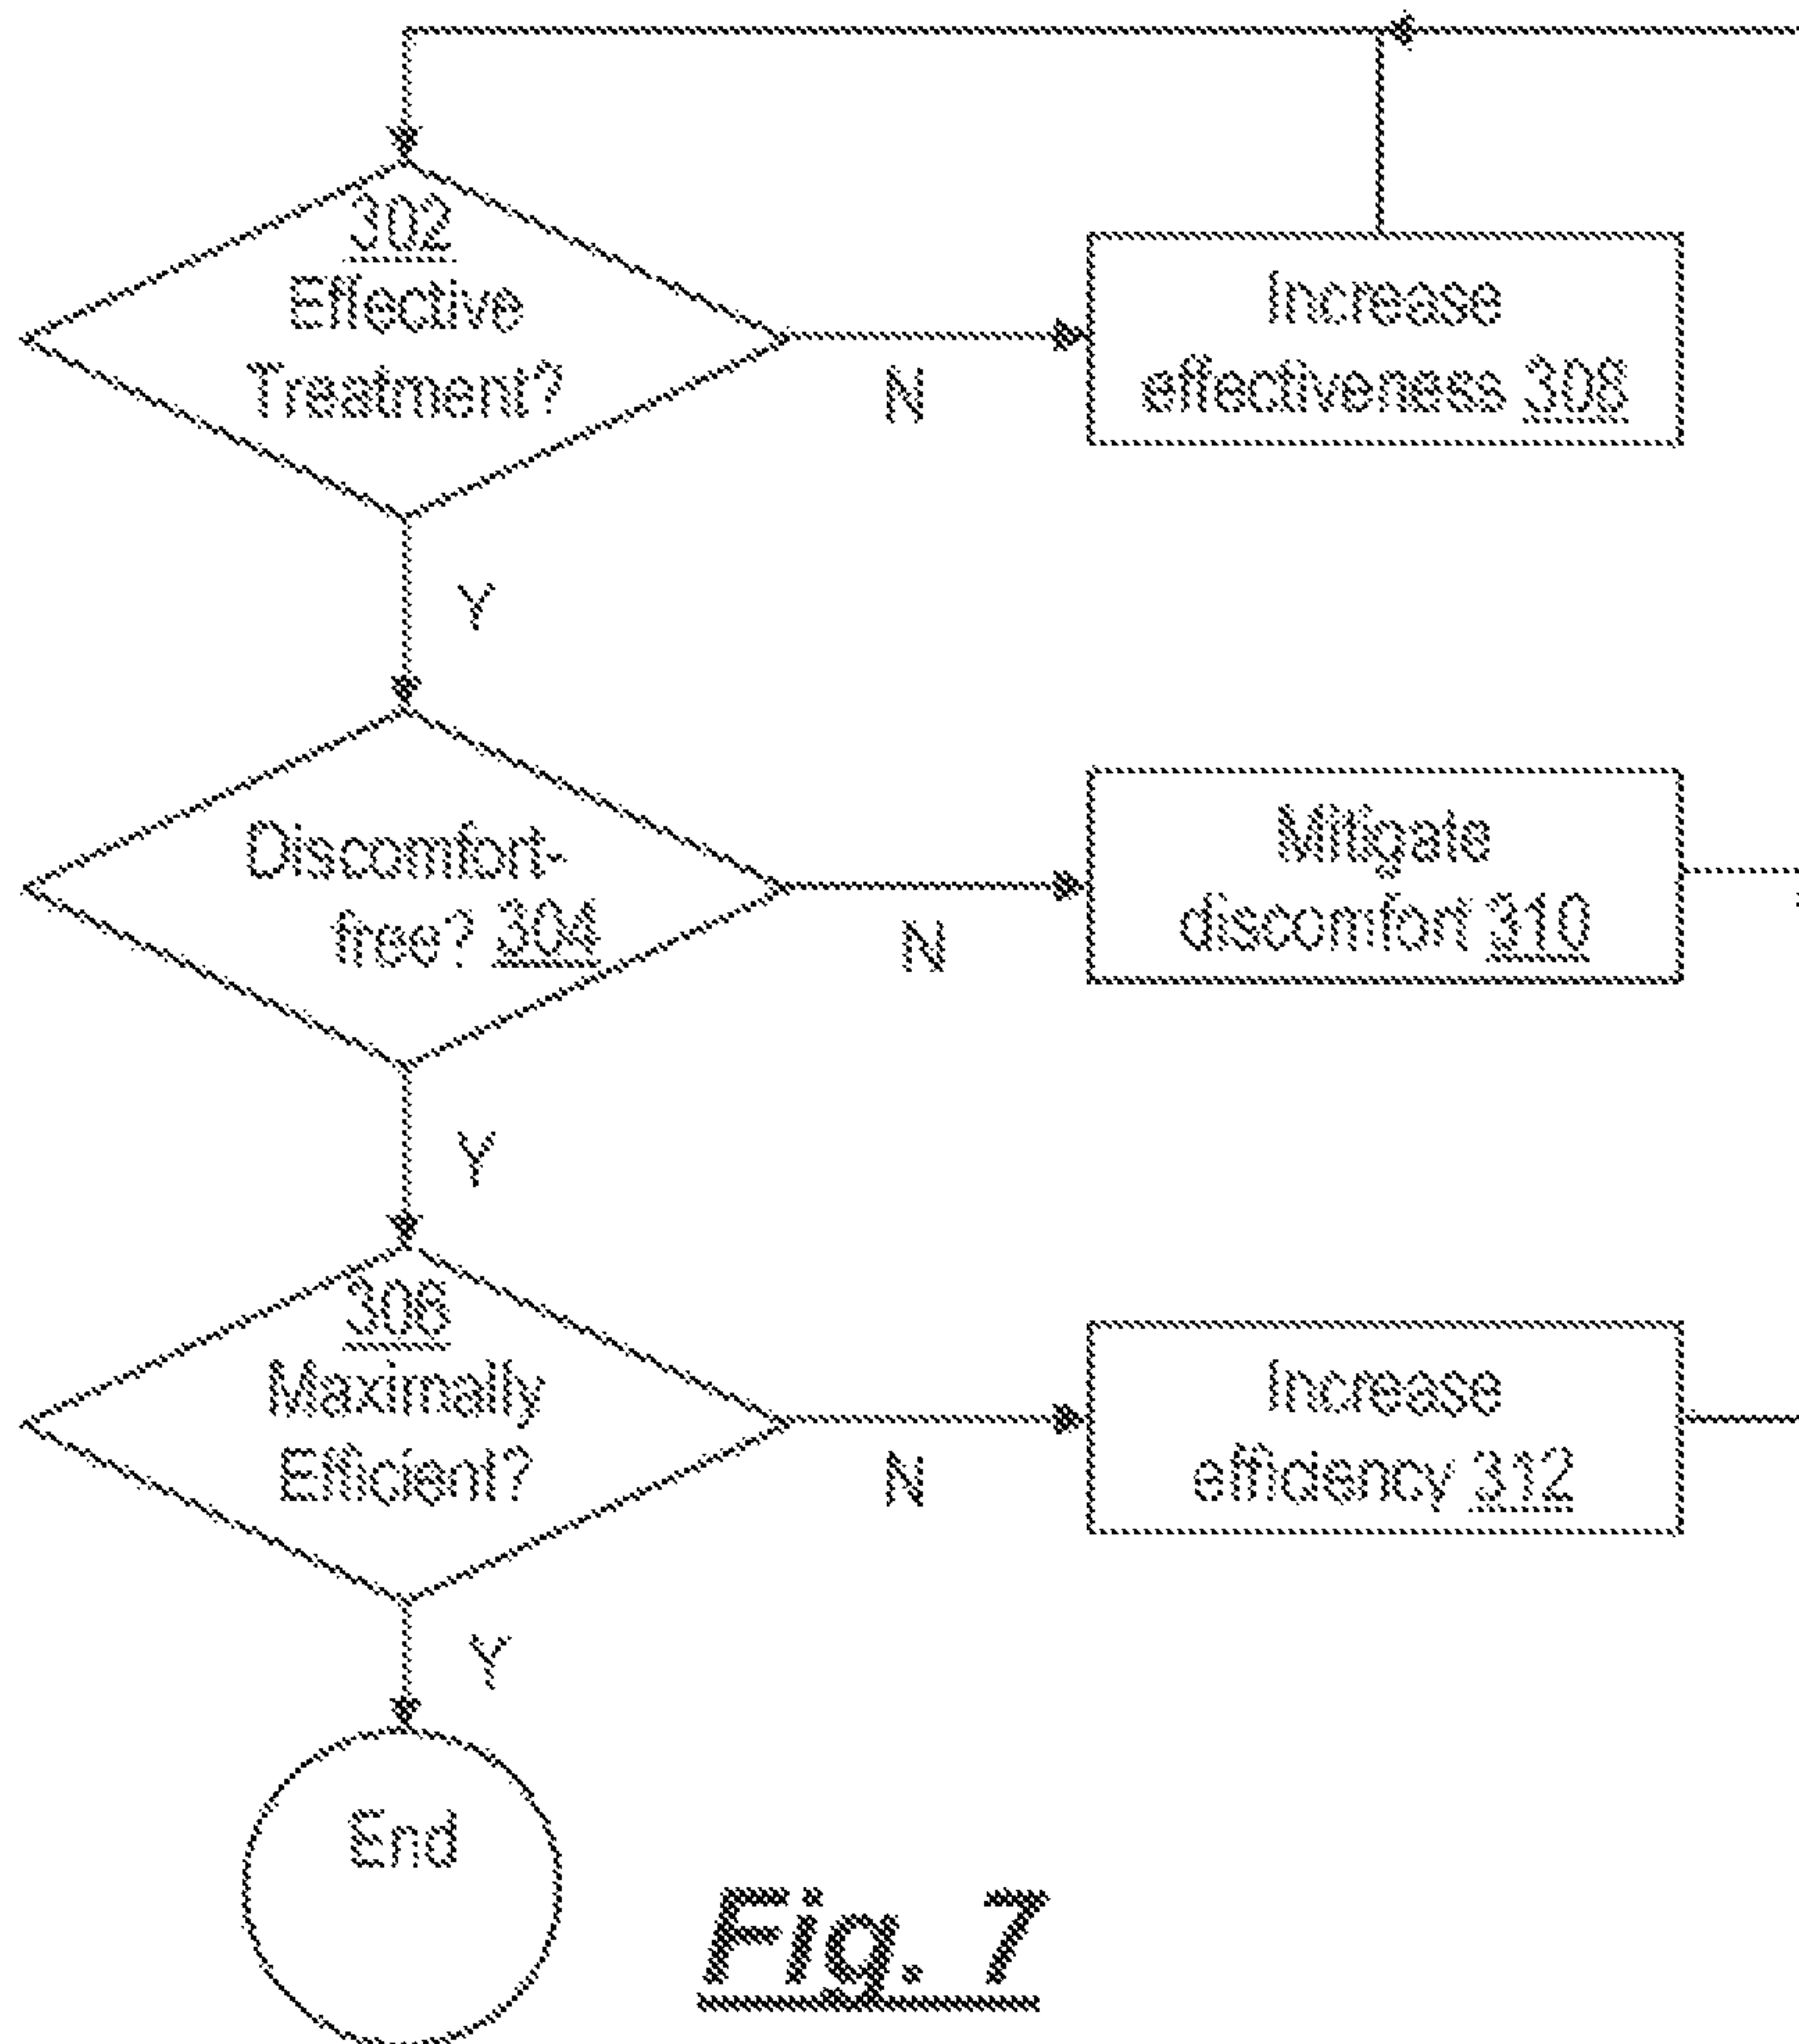 302
Effective
Treatment?
N
Increase
effectiveness 308
Y
Discomfort-
free? 304
N
Mitigate
discomfort 310
Y
306
Maximally
Efficient?
N
Increase
efficiency 312
Y
End
Fig. 7